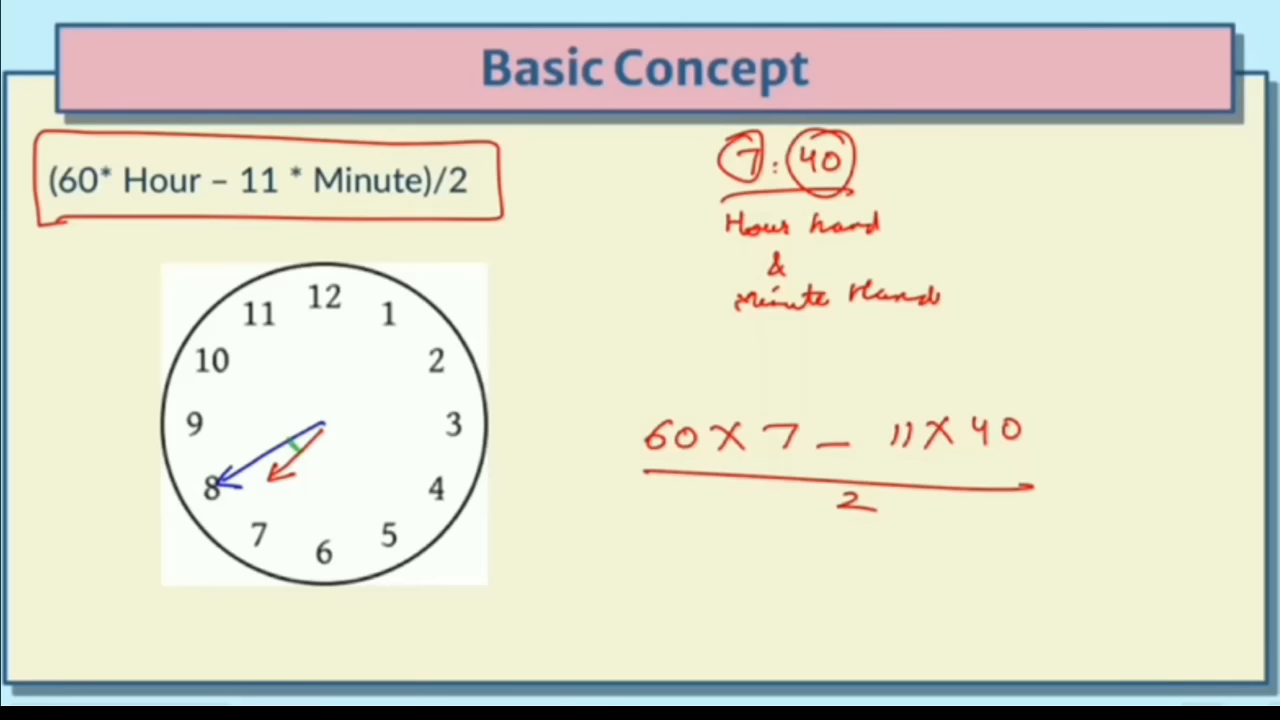 Basic Concept
(60* Hour – 11 * Minute)/2
7 : 40
Hour hand
&
Minute Hand
12
11 1
10 2
9 3
8 4
7 5
6
60 X 7 – 11 X 40
2